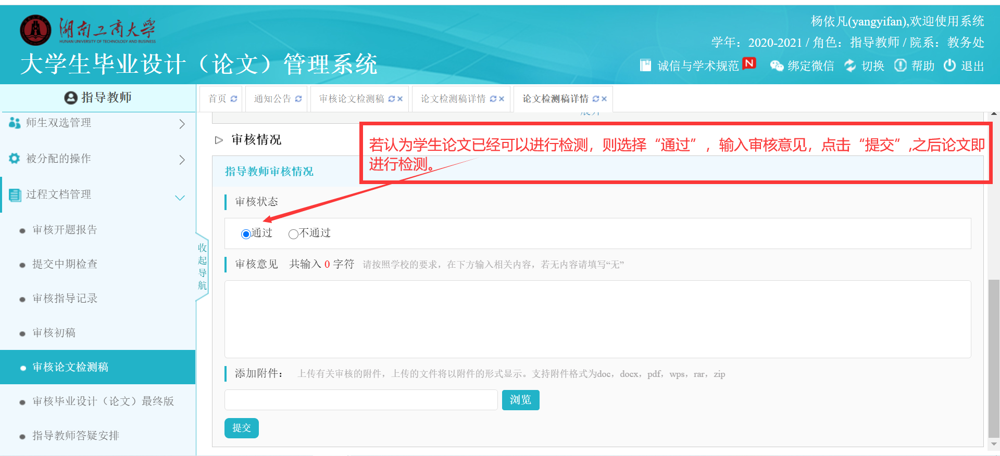 湖南工商大学
HUNAN UNIVERSITY OF TECHNOLOGY AND BUSINESS
大学生毕业设计（论文）管理系统
杨依凡(yangyifan),欢迎使用系统
学年：2020-2021 / 角色：指导教师 / 院系：教务处
诚信与学术规范 N 绑定微信 切换 帮助 退出
指导教师
师生双选管理
被分配的操作
过程文档管理
审核开题报告
提交中期检查
审核指导记录
审核初稿
审核论文检测稿
审核毕业设计（论文）最终版
指导教师答疑安排
收起导航
首页 通知公告 审核论文检测稿 论文检测稿详情 论文检测稿详情
展开
审核情况
若认为学生论文已经可以进行检测，则选择“通过”，输入审核意见，点击“提交”,之后论文即
进行检测。
指导教师审核情况
审核状态
通过 不通过
审核意见 共输入 0 字符 请按照学校的要求，在下方输入相关内容，若无内容请填写“无”
添加附件： 上传有关审核的附件，上传的文件将以附件的形式显示。支持附件格式为doc，docx，pdf，wps，rar，zip
浏览
提交